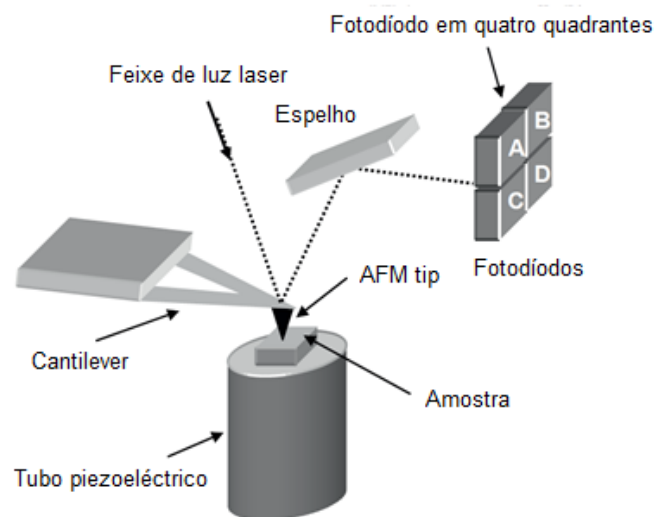 Fotodíodo em quatro quadrantes
Feixe de luz laser
Espelho
A
B
C
D
Fotodíodos
AFM tip
Cantilever
Amostra
Tubo piezoeléctrico